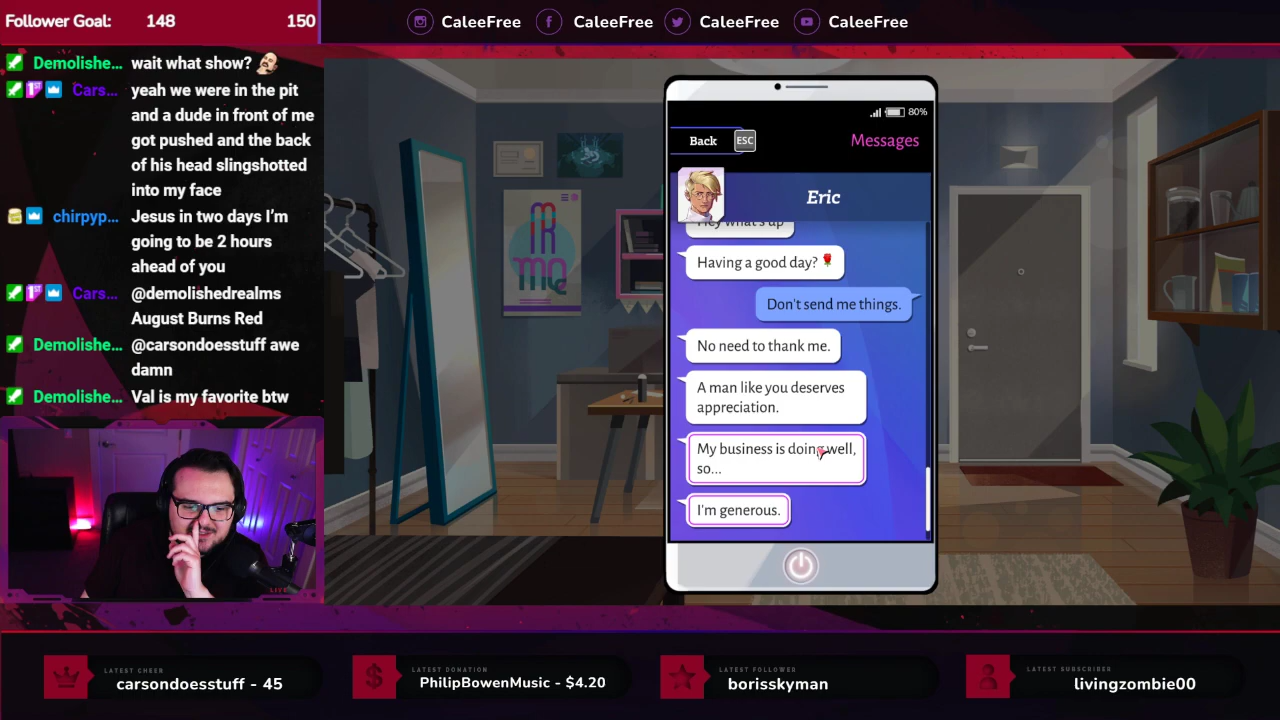 Follower Goal: 148 150
CaleeFree CaleeFree CaleeFree CaleeFree
Demolishe... wait what show?
Cars... yeah we were in the pit
and a dude in front of me
got pushed and the back
of his head slingshotted
into my face
chirpyp... Jesus in two days I'm
going to be 2 hours
ahead of you
Cars... @demolishedrealms
August Burns Red
Demolishe... @carsondoesstuff awe
damn
Demolishe... Val is my favorite btw
LIVE
80%
Back ESC Messages
Eric
Hey what's up
Having a good day?
Don't send me things.
No need to thank me.
A man like you deserves
appreciation.
My business is doing well,
so...
I'm generous.
LATEST CHEER
carsondoesstuff - 45
LATEST DONATION
PhilipBowenMusic - $4.20
LATEST FOLLOWER
borisskyman
LATEST SUBSCRIBER
livingzombie00